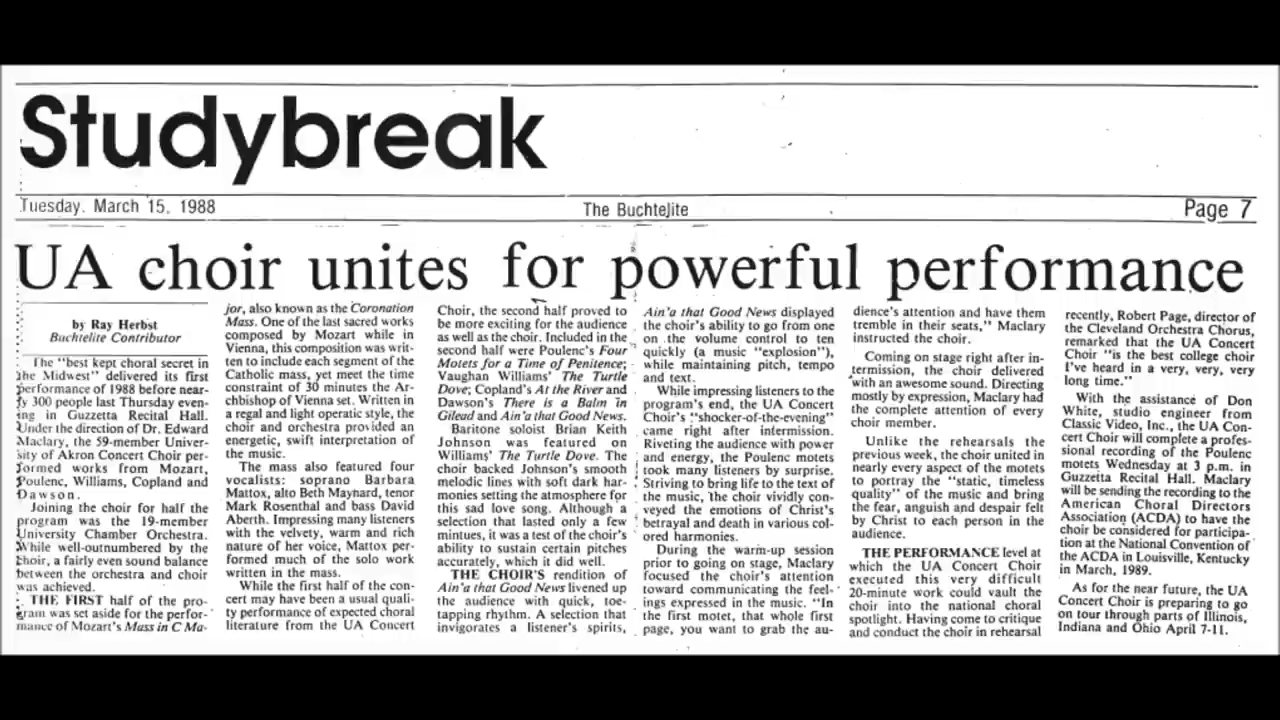 Studybreak
Tuesday, March 15, 1988
The Buchtelite
Page 7
UA choir unites for powerful performance
by Ray Herbst
Buchtelite Contributor
The "best kept choral secret in
the Midwest" delivered its first
performance of 1988 before near-
ly 300 people last Thursday even-
ing in Guzzetta Recital Hall.
Under the direction of Dr. Edward
Maclary, the 59-member Univer-
sity of Akron Concert Choir per-
formed works from Mozart,
Poulenc, Williams, Copland and
Dawson.
Joining the choir for half the
program was the 19-member
University Chamber Orchestra.
While well-outnumbered by the
choir, a fairly even sound balance
between the orchestra and choir
was achieved.
THE FIRST half of the pro-
gram was set aside for the perfor-
mance of Mozart's Mass in C Ma-
jor, also known as the Coronation
Mass. One of the last sacred works
composed by Mozart while in
Vienna, this composition was writ-
ten to include each segment of the
Catholic mass, yet meet the time
constraint of 30 minutes the Ar-
chbishop of Vienna set. Written in
a regal and light operatic style, the
choir and orchestra provided an
energetic, swift interpretation of
the music.
The mass also featured four
vocalists: soprano Barbara
Mattox, alto Beth Maynard, tenor
Mark Rosenthal and bass David
Aberth. Impressing many listeners
with the velvety, warm and rich
nature of her voice, Mattox per-
formed much of the solo work
written in the mass.
While the first half of the con-
cert may have been a usual quali-
ty performance of expected choral
literature from the UA Concert
Choir, the second half proved to
be more exciting for the audience
as well as the choir. Included in the
second half were Poulenc's Four
Motets for a Time of Penitence;
Vaughan Williams' The Turtle
Dove; Copland's At the River and
Dawson's There is a Balm in
Gilead and Ain'a that Good News.
Baritone soloist Brian Keith
Johnson was featured on
Williams' The Turtle Dove. The
choir backed Johnson's smooth
melodic lines with soft dark har-
monies setting the atmosphere for
this sad love song. Although a
selection that lasted only a few
mintues, it was a test of the choir's
ability to sustain certain pitches
accurately, which it did well.
THE CHOIR'S rendition of
Ain'a that Good News livened up
the audience with quick, toe-
tapping rhythm. A selection that
invigorates a listener's spirits,
Ain'a that Good News displayed
the choir's ability to go from one
on the volume control to ten
quickly (a music "explosion"),
while maintaining pitch, tempo
and text.
While impressing listeners to the
program's end, the UA Concert
Choir's "shocker-of-the-evening"
came right after intermission.
Riveting the audience with power
and energy, the Poulenc motets
took many listeners by surprise.
Striving to bring life to the text of
the music, the choir vividly con-
veyed the emotions of Christ's
betrayal and death in various col-
ored harmonies.
During the warm-up session
prior to going on stage, Maclary
focused the choir's attention
toward communicating the feel-
ings expressed in the music. "In
the first motet, that whole first
page, you want to grab the au-
dience's attention and have them
tremble in their seats," Maclary
instructed the choir.
Coming on stage right after in-
termission, the choir delivered
with an awesome sound. Directing
mostly by expression, Maclary had
the complete attention of every
choir member.
Unlike the rehearsals the
previous week, the choir united in
nearly every aspect of the motets
to portray the "static, timeless
quality" of the music and bring
the fear, anguish and despair felt
by Christ to each person in the
audience.
THE PERFORMANCE level at
which the UA Concert Choir
executed this very difficult
20-minute work could vault the
choir into the national choral
spotlight. Having come to critique
and conduct the choir in rehearsal
recently, Robert Page, director of
the Cleveland Orchestra Chorus,
remarked that the UA Concert
Choir "is the best college choir
I've heard in a very, very, very
long time."
With the assistance of Don
White, studio engineer from
Classic Video, Inc., the UA Con-
cert Choir will complete a profes-
sional recording of the Poulenc
motets Wednesday at 3 p.m. in
Guzzetta Recital Hall. Maclary
will be sending the recording to the
American Choral Directors
Association (ACDA) to have the
choir be considered for participa-
tion at the National Convention of
the ACDA in Louisville, Kentucky
in March, 1989.
As for the near future, the UA
Concert Choir is preparing to go
on tour through parts of Illinois,
Indiana and Ohio April 7-11.